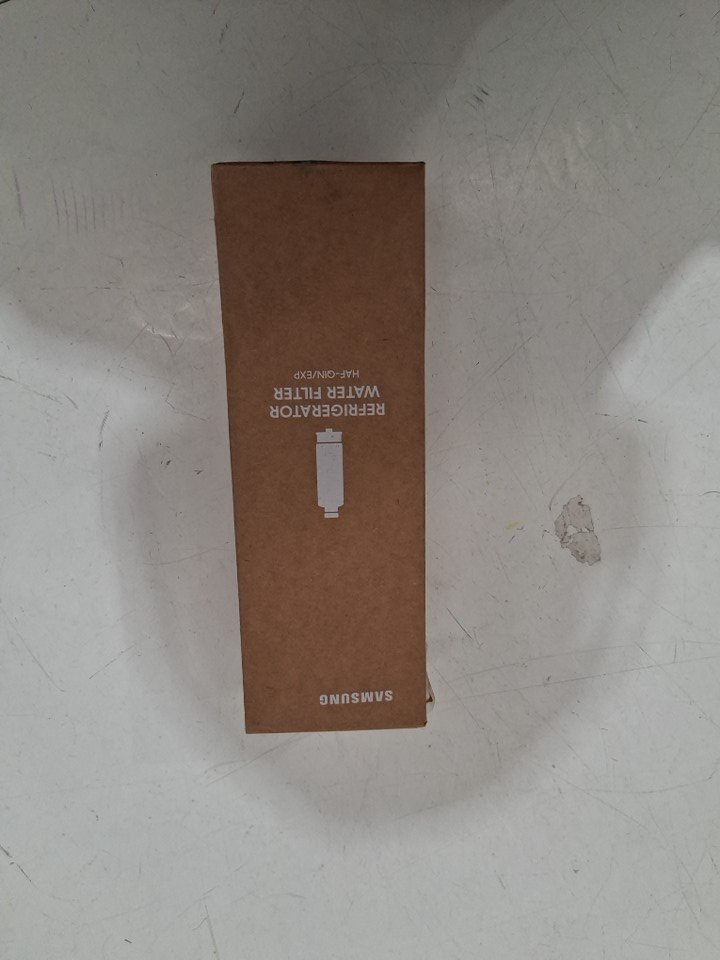 SAMSUNG
REFRIGERATOR
WATER FILTER
HAF-QIN/EXP